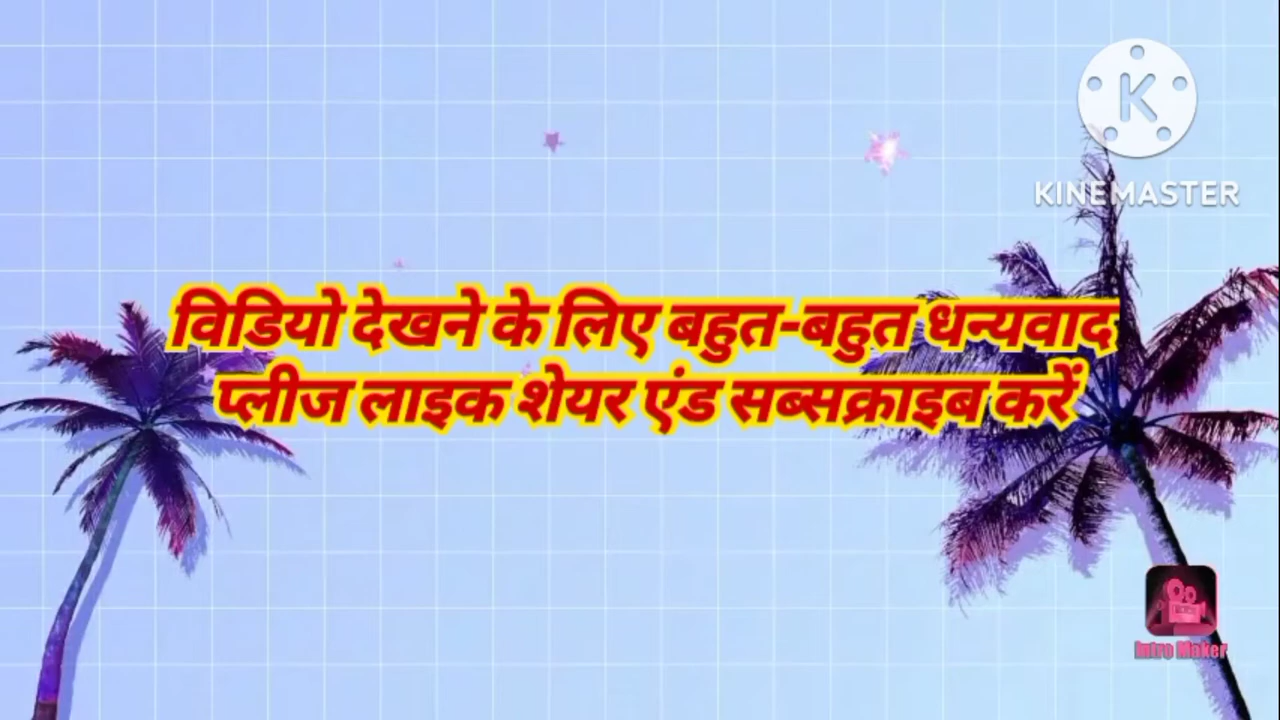 KINEMASTER
विडियो देखने के लिए बहुत-बहुत धन्यवाद
प्लीज लाइक शेयर एंड सब्सक्राइब करें
Intro Maker